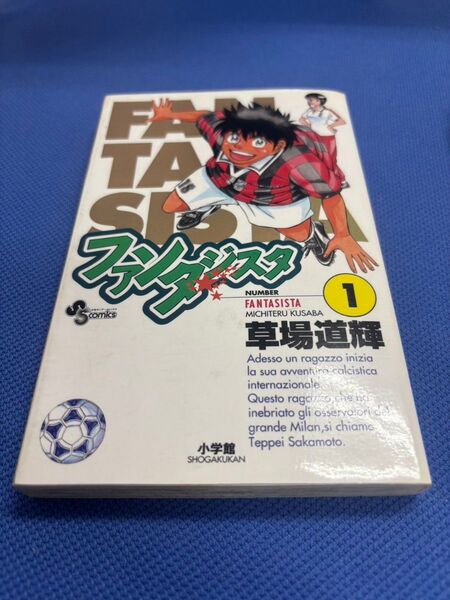 FAN
TA
SISTA
ファンタジスタ
NUMBER
1
FANTASISTA
MICHITERU KUSABA
草場道輝
comics
Adesso un ragazzo inizia
la sua avventura calcistica
internazionale.
Questo ragazzo, che ha
inebriato gli osservatori del
grande Milan, si chiama
Teppei Sakamoto.
小学館
SHOGAKUKAN